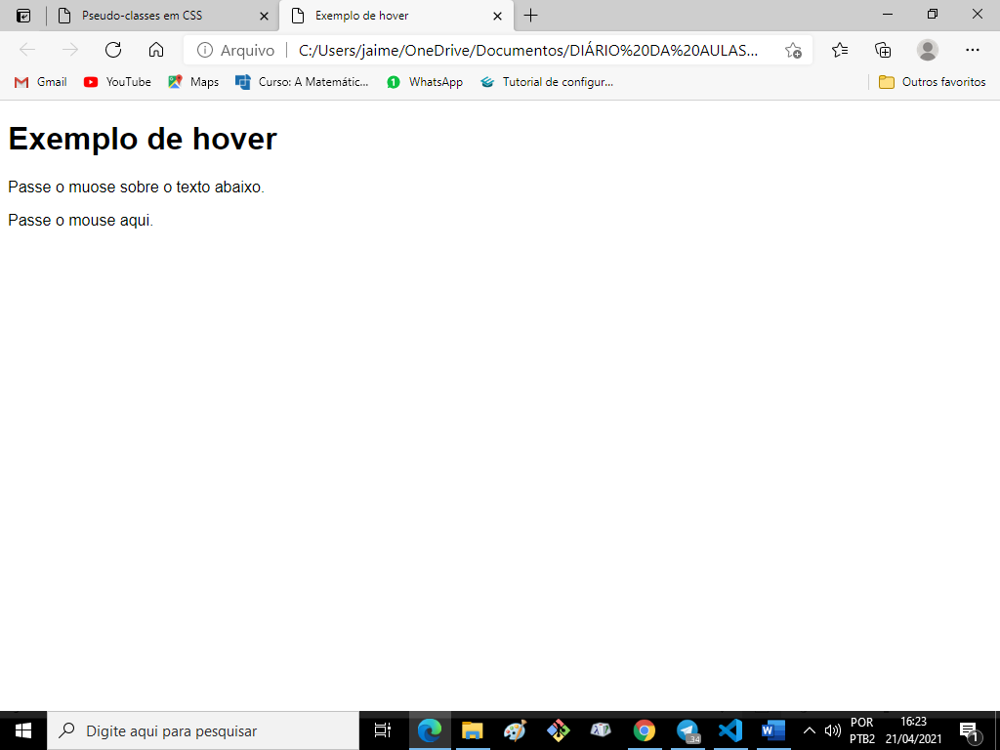 Pseudo-classes em CSS
Exemplo de hover
Arquivo
C:/Users/jaime/OneDrive/Documentos/DIÁRIO%20DA%20AULAS...
Gmail
YouTube
Maps
Curso: A Matemátic...
1
WhatsApp
Tutorial de configur...
Outros favoritos
Exemplo de hover
Passe o muose sobre o texto abaixo.
Passe o mouse aqui.
Digite aqui para pesquisar
34
POR
PTB2
16:23
21/04/2021
1